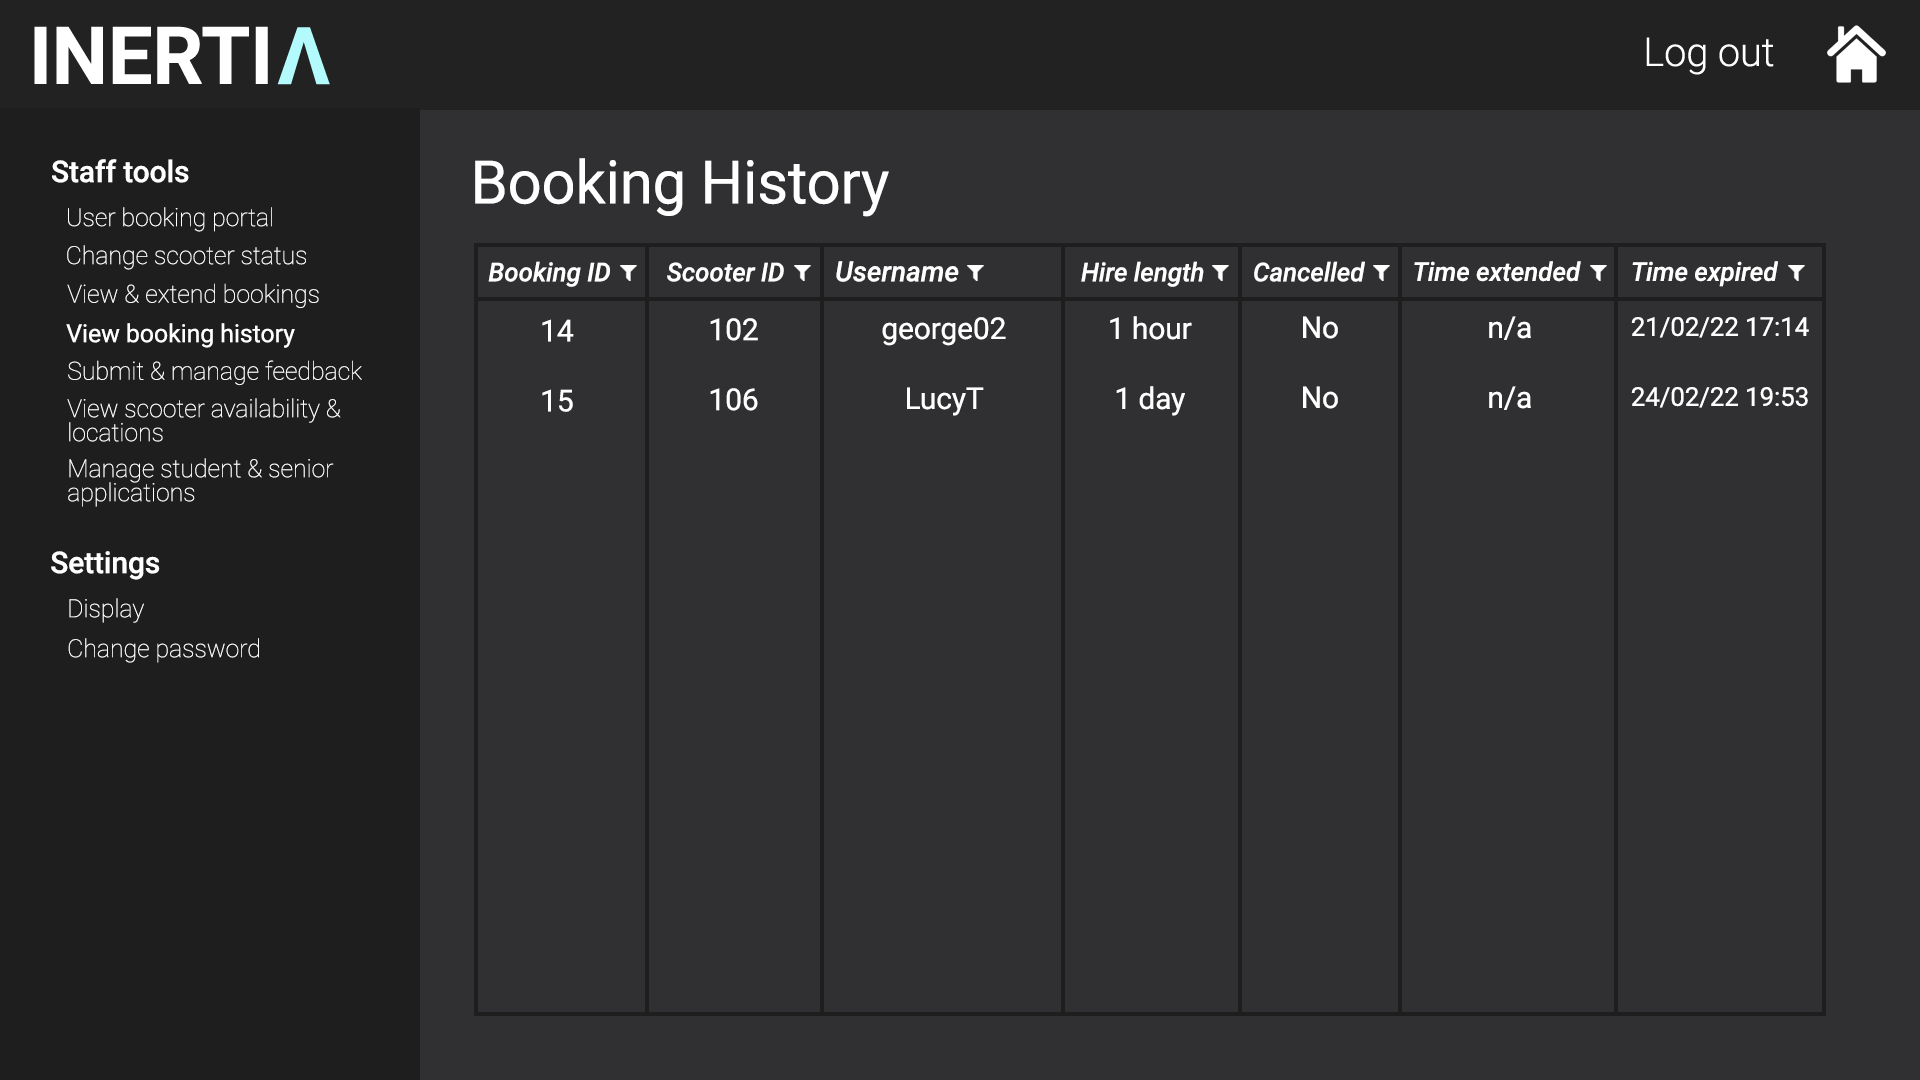 INERTIA
Log out
Staff tools
User booking portal
Change scooter status
View & extend bookings
View booking history
Submit & manage feedback
View scooter availability &
locations
Manage student & senior
applications
Settings
Display
Change password
Booking History
Booking ID Scooter ID Username Hire length Cancelled Time extended Time expired
14 102 george02 1 hour No n/a 21/02/22 17:14
15 106 LucyT 1 day No n/a 24/02/22 19:53